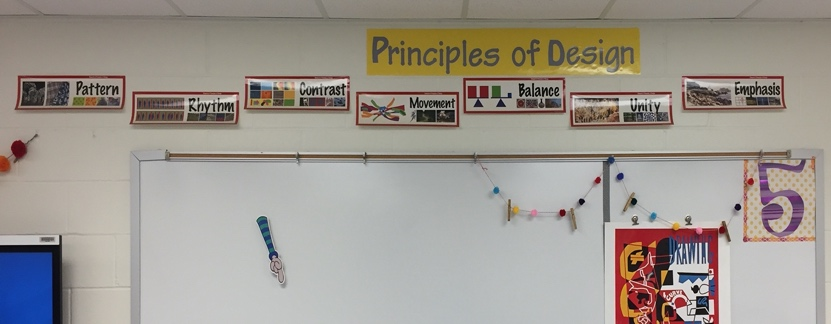 Principles of Design
Pattern
Rhythm
Contrast
Movement
Balance
Unity
Emphasis
5